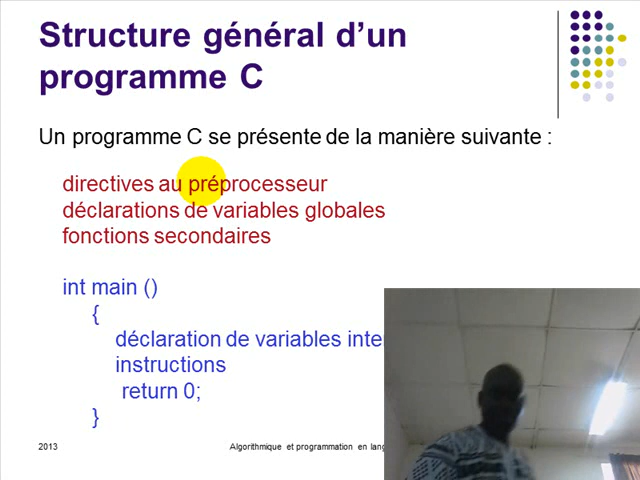 Structure général d’un
programme C
Un programme C se présente de la manière suivante :
directives au préprocesseur
déclarations de variables globales
fonctions secondaires
int main ()
{
déclaration de variables inter
instructions
return 0;
}
2013
Algorithmique et programmation en lang